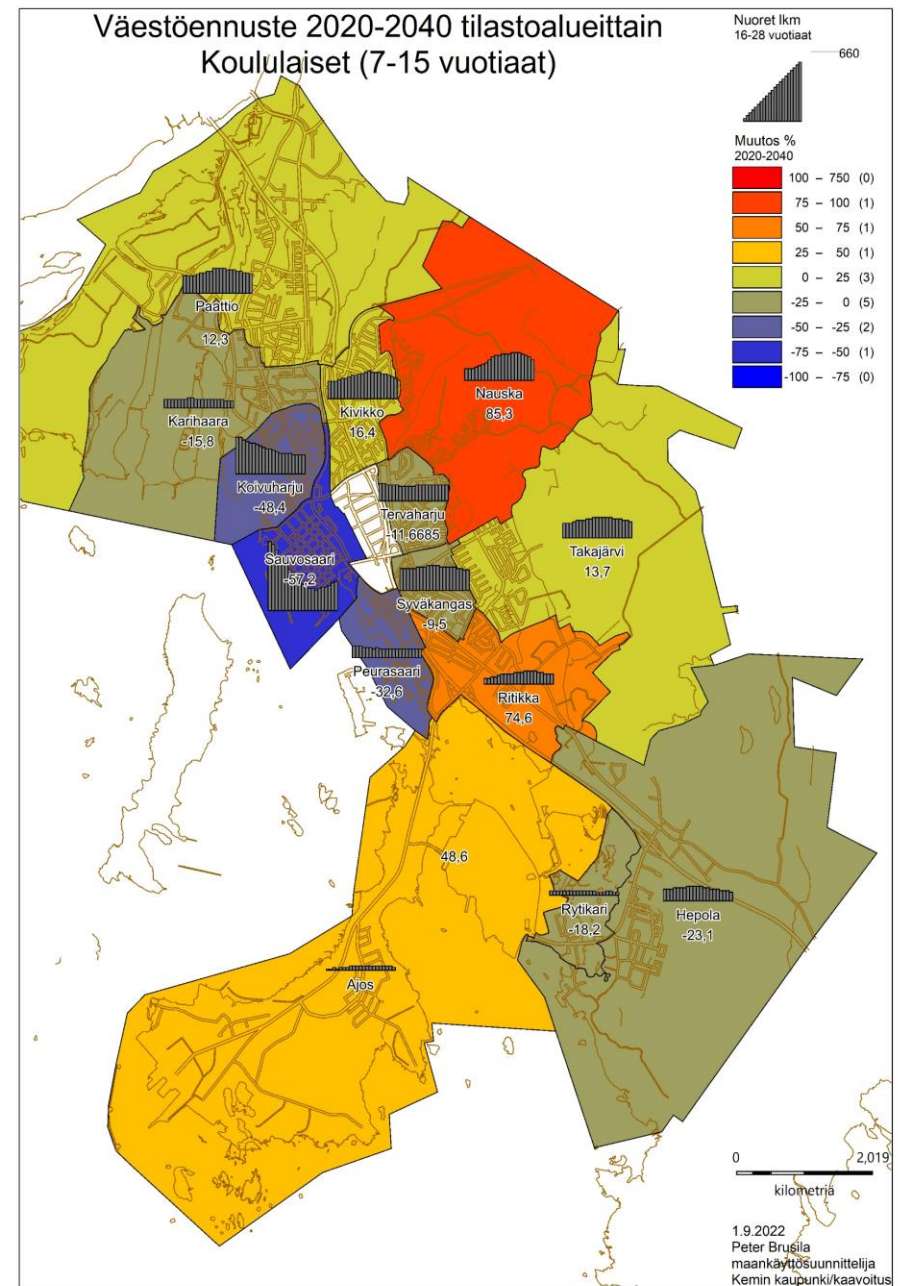 Väestöennuste 2020-2040 tilastoalueittain
Koululaiset (7-15 vuotiaat)
Nuoret lkm
16-28 vuotiaat
660
Muutos %
2020-2040
100 – 750 (0)
75 – 100 (1)
50 – 75 (1)
25 – 50 (1)
0 – 25 (3)
-25 – 0 (5)
-50 – -25 (2)
-75 – -50 (1)
-100 – -75 (0)
Paattio
12,3
Nauska
85,3
Kivikko
16,4
Karihaara
-15,8
Koivuharju
-48,4
Tervaharju
-11,6685
Takajärvi
13,7
Sauvosaari
-57,2
Syväkangas
-9,5
Peurasaari
-32,6
Ritikka
74,6
48,6
Rytikari
-18,2
Hepola
-23,1
Ajos
0 2,019
kilometriä
1.9.2022
Peter Brusila
maankäyttösuunnittelija
Kemin kaupunki/kaavoitus